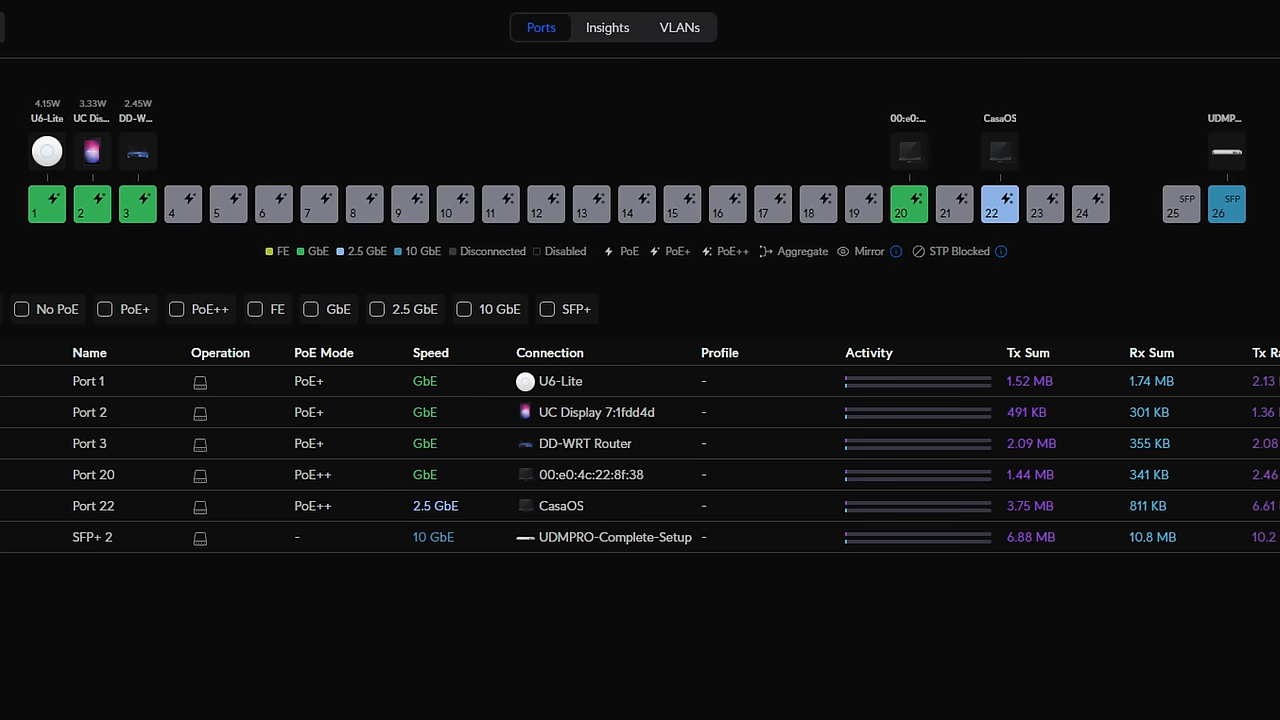 Ports Insights VLANs
4.15W 3.33W 2.45W
U6-Lite UC Dis... DD-W... 00:e0:... CasaOS UDMP...
SFP SFP
1 2 3 4 5 6 7 8 9 10 11 12 13 14 15 16 17 18 19 20 21 22 23 24 25 26
FE GbE 2.5 GbE 10 GbE Disconnected Disabled PoE PoE+ PoE++ Aggregate Mirror STP Blocked
No PoE PoE+ PoE++ FE GbE 2.5 GbE 10 GbE SFP+
Name Operation PoE Mode Speed Connection Profile Activity Tx Sum Rx Sum Tx Ra
Port 1 PoE+ GbE U6-Lite - 1.52 MB 1.74 MB 2.13
Port 2 PoE+ GbE UC Display 7:1fdd4d - 491 KB 301 KB 1.36
Port 3 PoE+ GbE DD-WRT Router - 2.09 MB 355 KB 2.08
Port 20 PoE++ GbE 00:e0:4c:22:8f:38 - 1.44 MB 341 KB 2.46
Port 22 PoE++ 2.5 GbE CasaOS - 3.75 MB 811 KB 6.61
SFP+ 2 - 10 GbE UDMPRO-Complete-Setup - 6.88 MB 10.8 MB 10.2